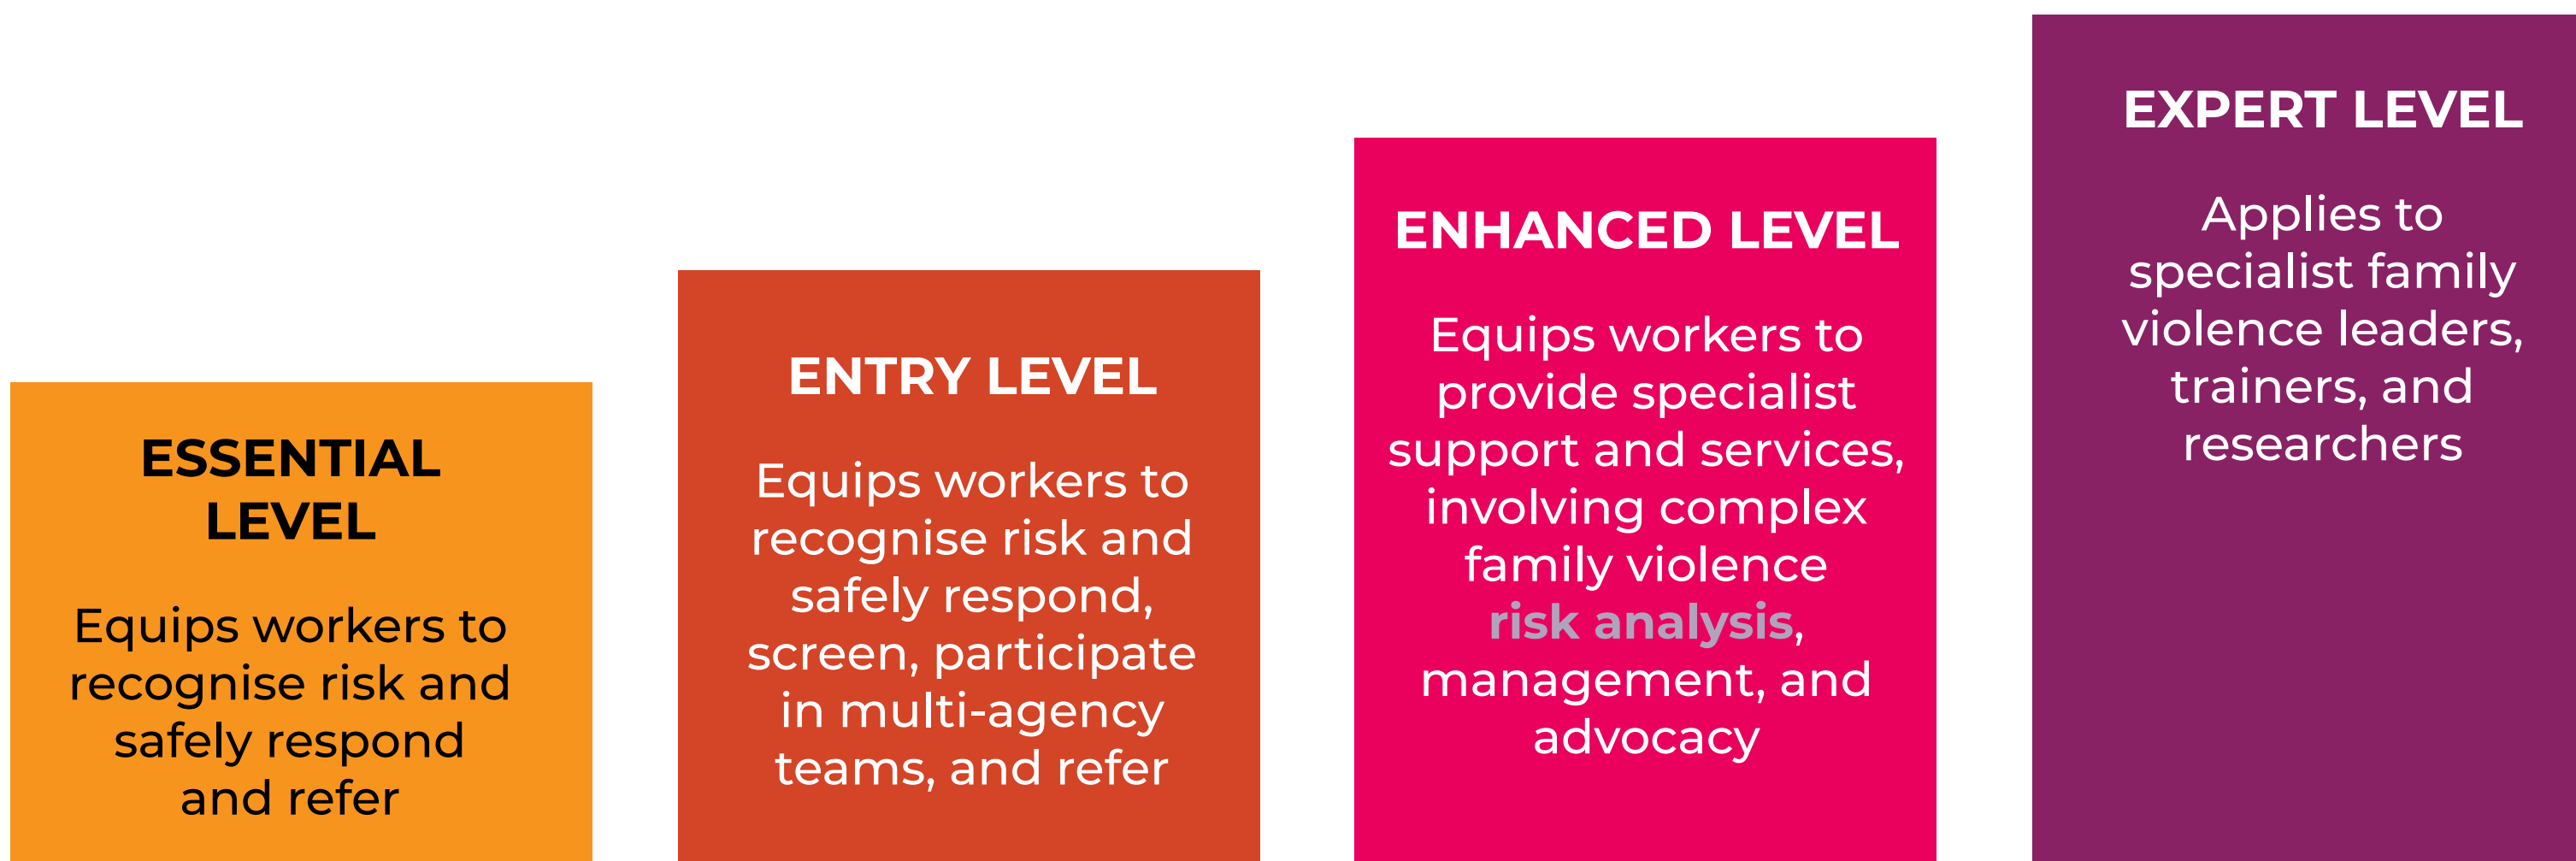 ESSENTIAL
LEVEL
Equips workers to
recognise risk and
safely respond
and refer
ENTRY LEVEL
Equips workers to
recognise risk and
safely respond,
screen, participate
in multi-agency
teams, and refer
ENHANCED LEVEL
Equips workers to
provide specialist
support and services,
involving complex
family violence
risk analysis,
management, and
advocacy
EXPERT LEVEL
Applies to
specialist family
violence leaders,
trainers, and
researchers